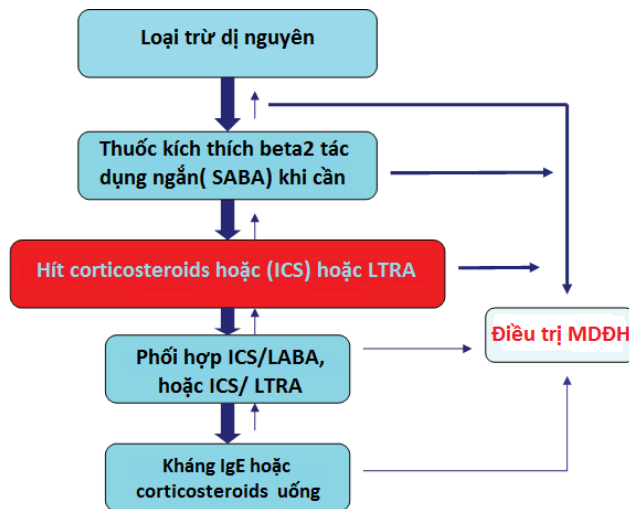 Loại trừ dị nguyên
Thuốc kích thích beta2 tác
dụng ngắn( SABA) khi cần
Hít corticosteroids hoặc (ICS) hoặc LTRA
Điều trị MDĐH
Phối hợp ICS/LABA,
hoặc ICS/ LTRA
Kháng IgE hoặc
corticosteroids uống